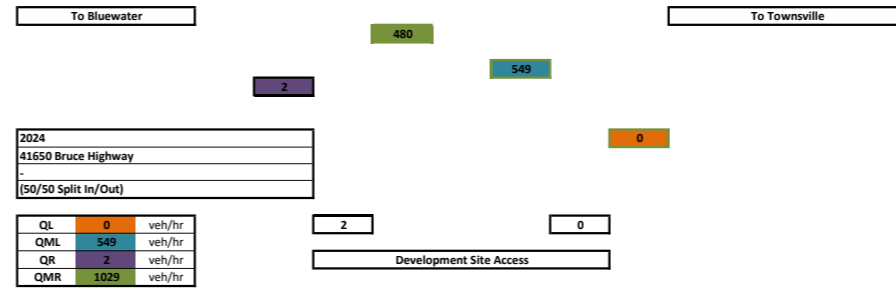 To Bluewater
To Townsville
480
549
2
0
2024
41650 Bruce Highway
-
(50/50 Split In/Out)
QL 0 veh/hr
QML 549 veh/hr
QR 2 veh/hr
QMR 1029 veh/hr
2
0
Development Site Access